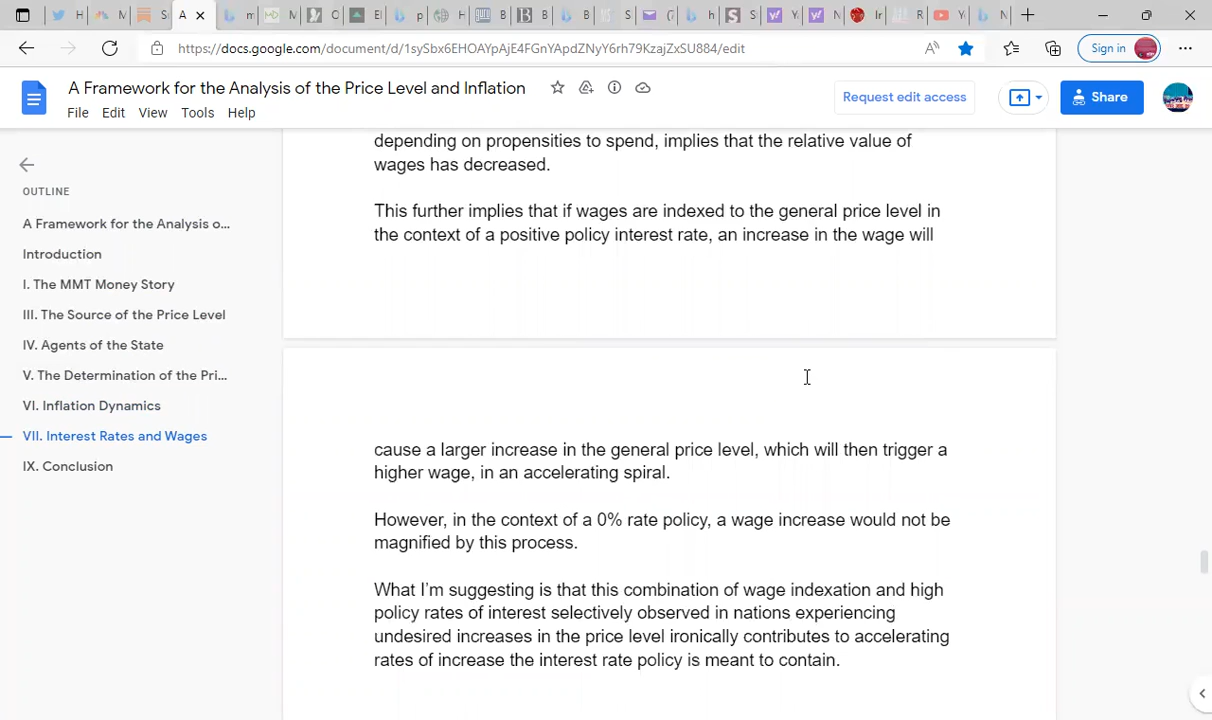 https://docs.google.com/document/d/1sySbx6EHOAYpAjE4FGnYApdZNyY6rh79KzajZxSU884/edit
Sign in
A Framework for the Analysis of the Price Level and Inflation
File Edit View Tools Help
Request edit access
Share
OUTLINE
A Framework for the Analysis o...
Introduction
I. The MMT Money Story
III. The Source of the Price Level
IV. Agents of the State
V. The Determination of the Pri...
VI. Inflation Dynamics
VII. Interest Rates and Wages
IX. Conclusion
depending on propensities to spend, implies that the relative value of
wages has decreased.
This further implies that if wages are indexed to the general price level in
the context of a positive policy interest rate, an increase in the wage will
cause a larger increase in the general price level, which will then trigger a
higher wage, in an accelerating spiral.
However, in the context of a 0% rate policy, a wage increase would not be
magnified by this process.
What I'm suggesting is that this combination of wage indexation and high
policy rates of interest selectively observed in nations experiencing
undesired increases in the price level ironically contributes to accelerating
rates of increase the interest rate policy is meant to contain.